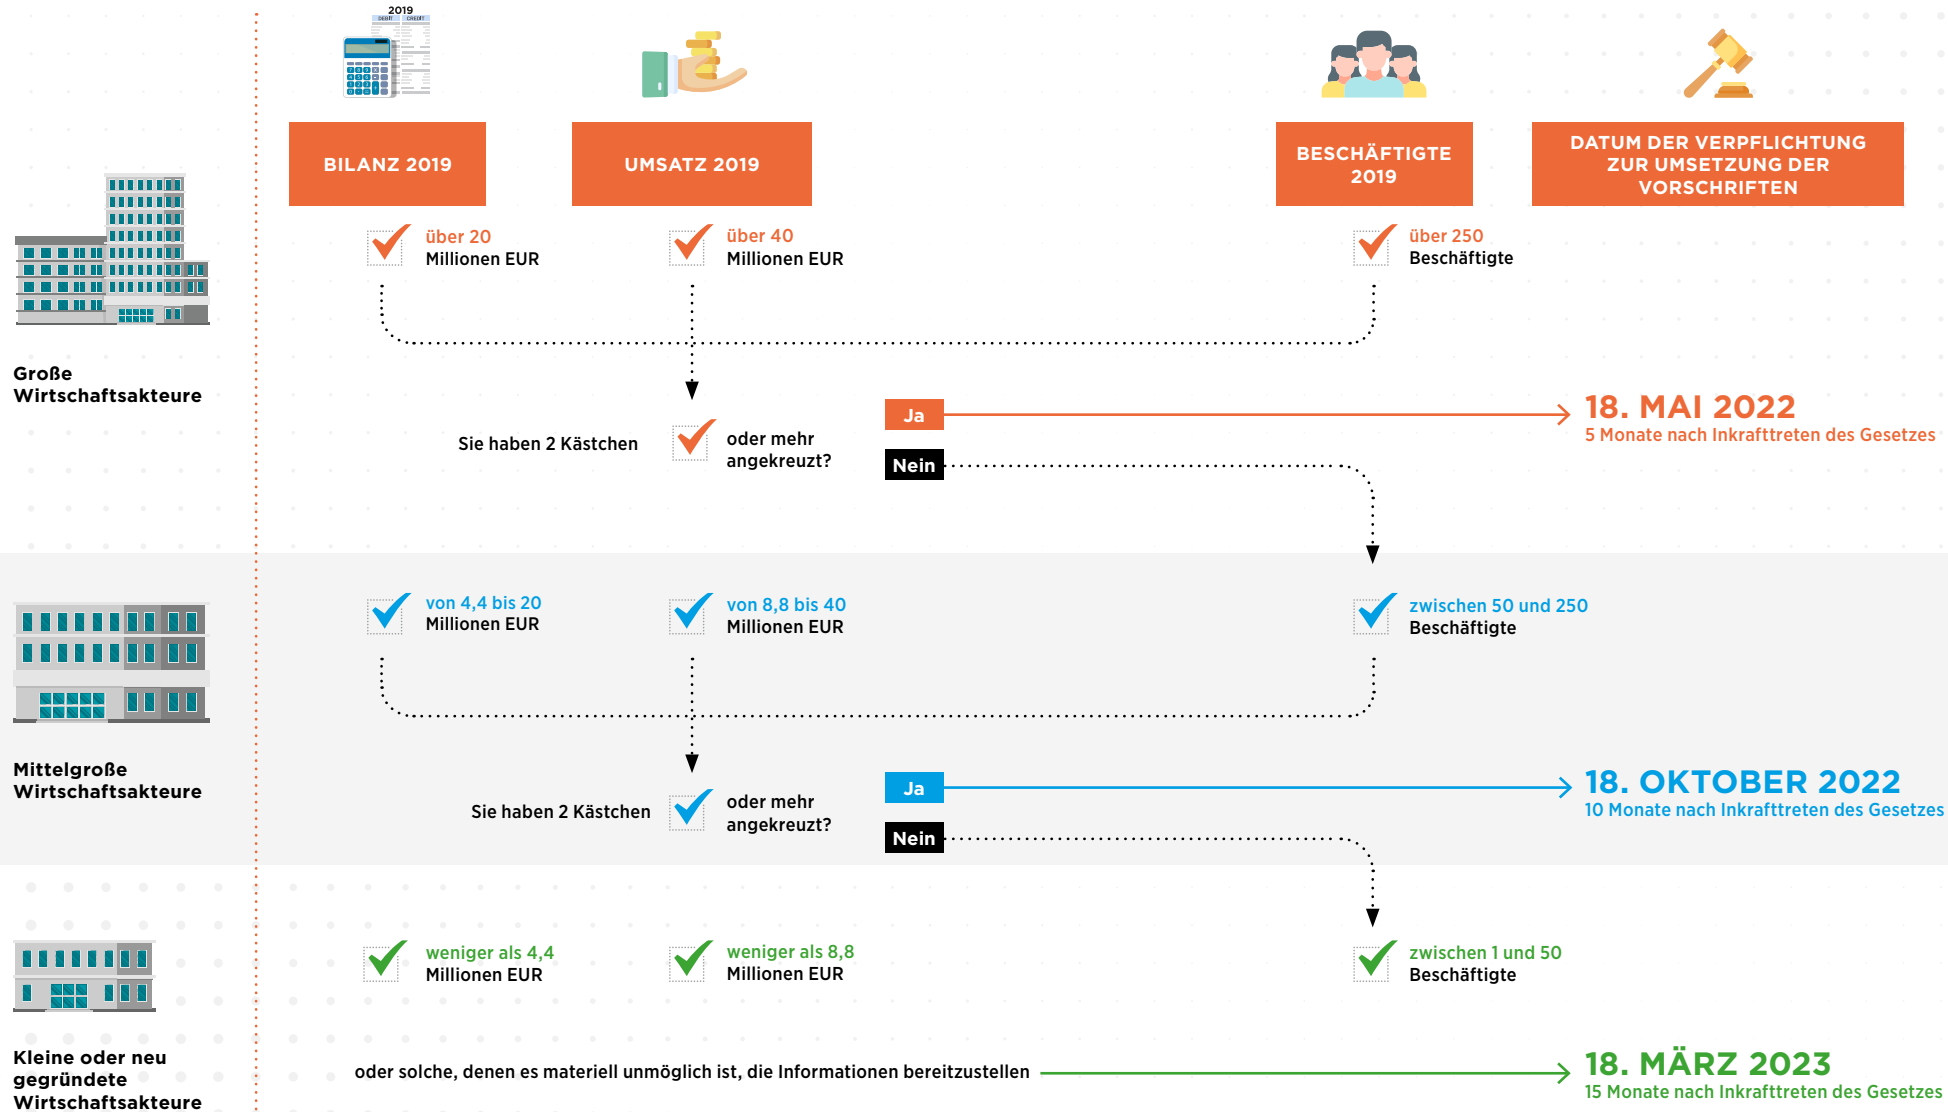 2019
DEBIT CREDIT
BILANZ 2019
UMSATZ 2019
BESCHÄFTIGTE
2019
DATUM DER VERPFLICHTUNG
ZUR UMSETZUNG DER
VORSCHRIFTEN
Große
Wirtschaftsakteure
über 20
Millionen EUR
über 40
Millionen EUR
über 250
Beschäftigte
Sie haben 2 Kästchen
oder mehr
angekreuzt?
Ja
Nein
18. MAI 2022
5 Monate nach Inkrafttreten des Gesetzes
Mittelgroße
Wirtschaftsakteure
von 4,4 bis 20
Millionen EUR
von 8,8 bis 40
Millionen EUR
zwischen 50 und 250
Beschäftigte
Sie haben 2 Kästchen
oder mehr
angekreuzt?
Ja
Nein
18. OKTOBER 2022
10 Monate nach Inkrafttreten des Gesetzes
Kleine oder neu
gegründete
Wirtschaftsakteure
weniger als 4,4
Millionen EUR
weniger als 8,8
Millionen EUR
zwischen 1 und 50
Beschäftigte
oder solche, denen es materiell unmöglich ist, die Informationen bereitzustellen
18. MÄRZ 2023
15 Monate nach Inkrafttreten des Gesetzes